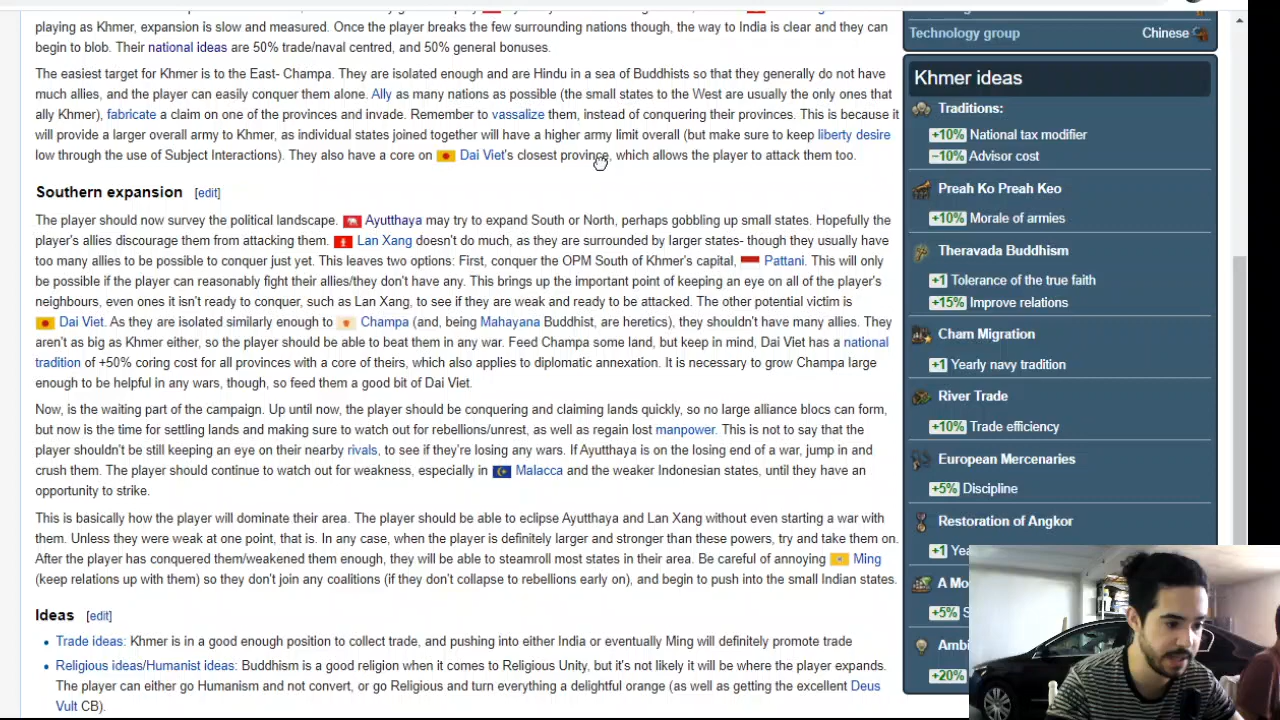 playing as Khmer, expansion is slow and measured. Once the player breaks the few surrounding nations though, the way to India is clear and they can
begin to blob. Their national ideas are 50% trade/naval centred, and 50% general bonuses.
The easiest target for Khmer is to the East- Champa. They are isolated enough and are Hindu in a sea of Buddhists so that they generally do not have
much allies, and the player can easily conquer them alone. Ally as many nations as possible (the small states to the West are usually the only ones that
ally Khmer), fabricate a claim on one of the provinces and invade. Remember to vassalize them, instead of conquering their provinces. This is because it
will provide a larger overall army to Khmer, as individual states joined together will have a higher army limit overall (but make sure to keep liberty desire
low through the use of Subject Interactions). They also have a core on Dai Viet's closest province, which allows the player to attack them too.
Southern expansion [edit]
The player should now survey the political landscape. Ayutthaya may try to expand South or North, perhaps gobbling up small states. Hopefully the
player's allies discourage them from attacking them. Lan Xang doesn't do much, as they are surrounded by larger states- though they usually have
too many allies to be possible to conquer just yet. This leaves two options: First, conquer the OPM South of Khmer's capital, Pattani. This will only
be possible if the player can reasonably fight their allies/they don't have any. This brings up the important point of keeping an eye on all of the player's
neighbours, even ones it isn't ready to conquer, such as Lan Xang, to see if they are weak and ready to be attacked. The other potential victim is
Dai Viet. As they are isolated similarly enough to Champa (and, being Mahayana Buddhist, are heretics), they shouldn't have many allies. They
aren't as big as Khmer either, so the player should be able to beat them in any war. Feed Champa some land, but keep in mind, Dai Viet has a national
tradition of +50% coring cost for all provinces with a core of theirs, which also applies to diplomatic annexation. It is necessary to grow Champa large
enough to be helpful in any wars, though, so feed them a good bit of Dai Viet.
Now, is the waiting part of the campaign. Up until now, the player should be conquering and claiming lands quickly, so no large alliance blocs can form,
but now is the time for settling lands and making sure to watch out for rebellions/unrest, as well as regain lost manpower. This is not to say that the
player shouldn't be still keeping an eye on their nearby rivals, to see if they're losing any wars. If Ayutthaya is on the losing end of a war, jump in and
crush them. The player should continue to watch out for weakness, especially in Malacca and the weaker Indonesian states, until they have an
opportunity to strike.
This is basically how the player will dominate their area. The player should be able to eclipse Ayutthaya and Lan Xang without even starting a war with
them. Unless they were weak at one point, that is. In any case, when the player is definitely larger and stronger than these powers, try and take them on.
After the player has conquered them/weakened them enough, they will be able to steamroll most states in their area. Be careful of annoying Ming
(keep relations up with them) so they don't join any coalitions (if they don't collapse to rebellions early on), and begin to push into the small Indian states.
Ideas [edit]
Trade ideas: Khmer is in a good enough position to collect trade, and pushing into either India or eventually Ming will definitely promote trade
Religious ideas/Humanist ideas: Buddhism is a good religion when it comes to Religious Unity, but it's not likely it will be where the player expands.
The player can either go Humanism and not convert, or go Religious and turn everything a delightful orange (as well as getting the excellent Deus
Vult CB).
Technology group Chinese
Khmer ideas
Traditions:
+10% National tax modifier
−10% Advisor cost
Preah Ko Preah Keo
+10% Morale of armies
Theravada Buddhism
+1 Tolerance of the true faith
+15% Improve relations
Cham Migration
+1 Yearly navy tradition
River Trade
+10% Trade efficiency
European Mercenaries
+5% Discipline
Restoration of Angkor
+1
A
+5%
+20%